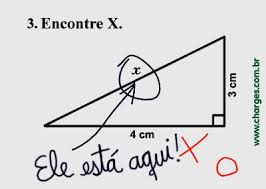 3. Encontre X.
x
3 cm
4 cm
Ele está aqui!
www.charges.com.br